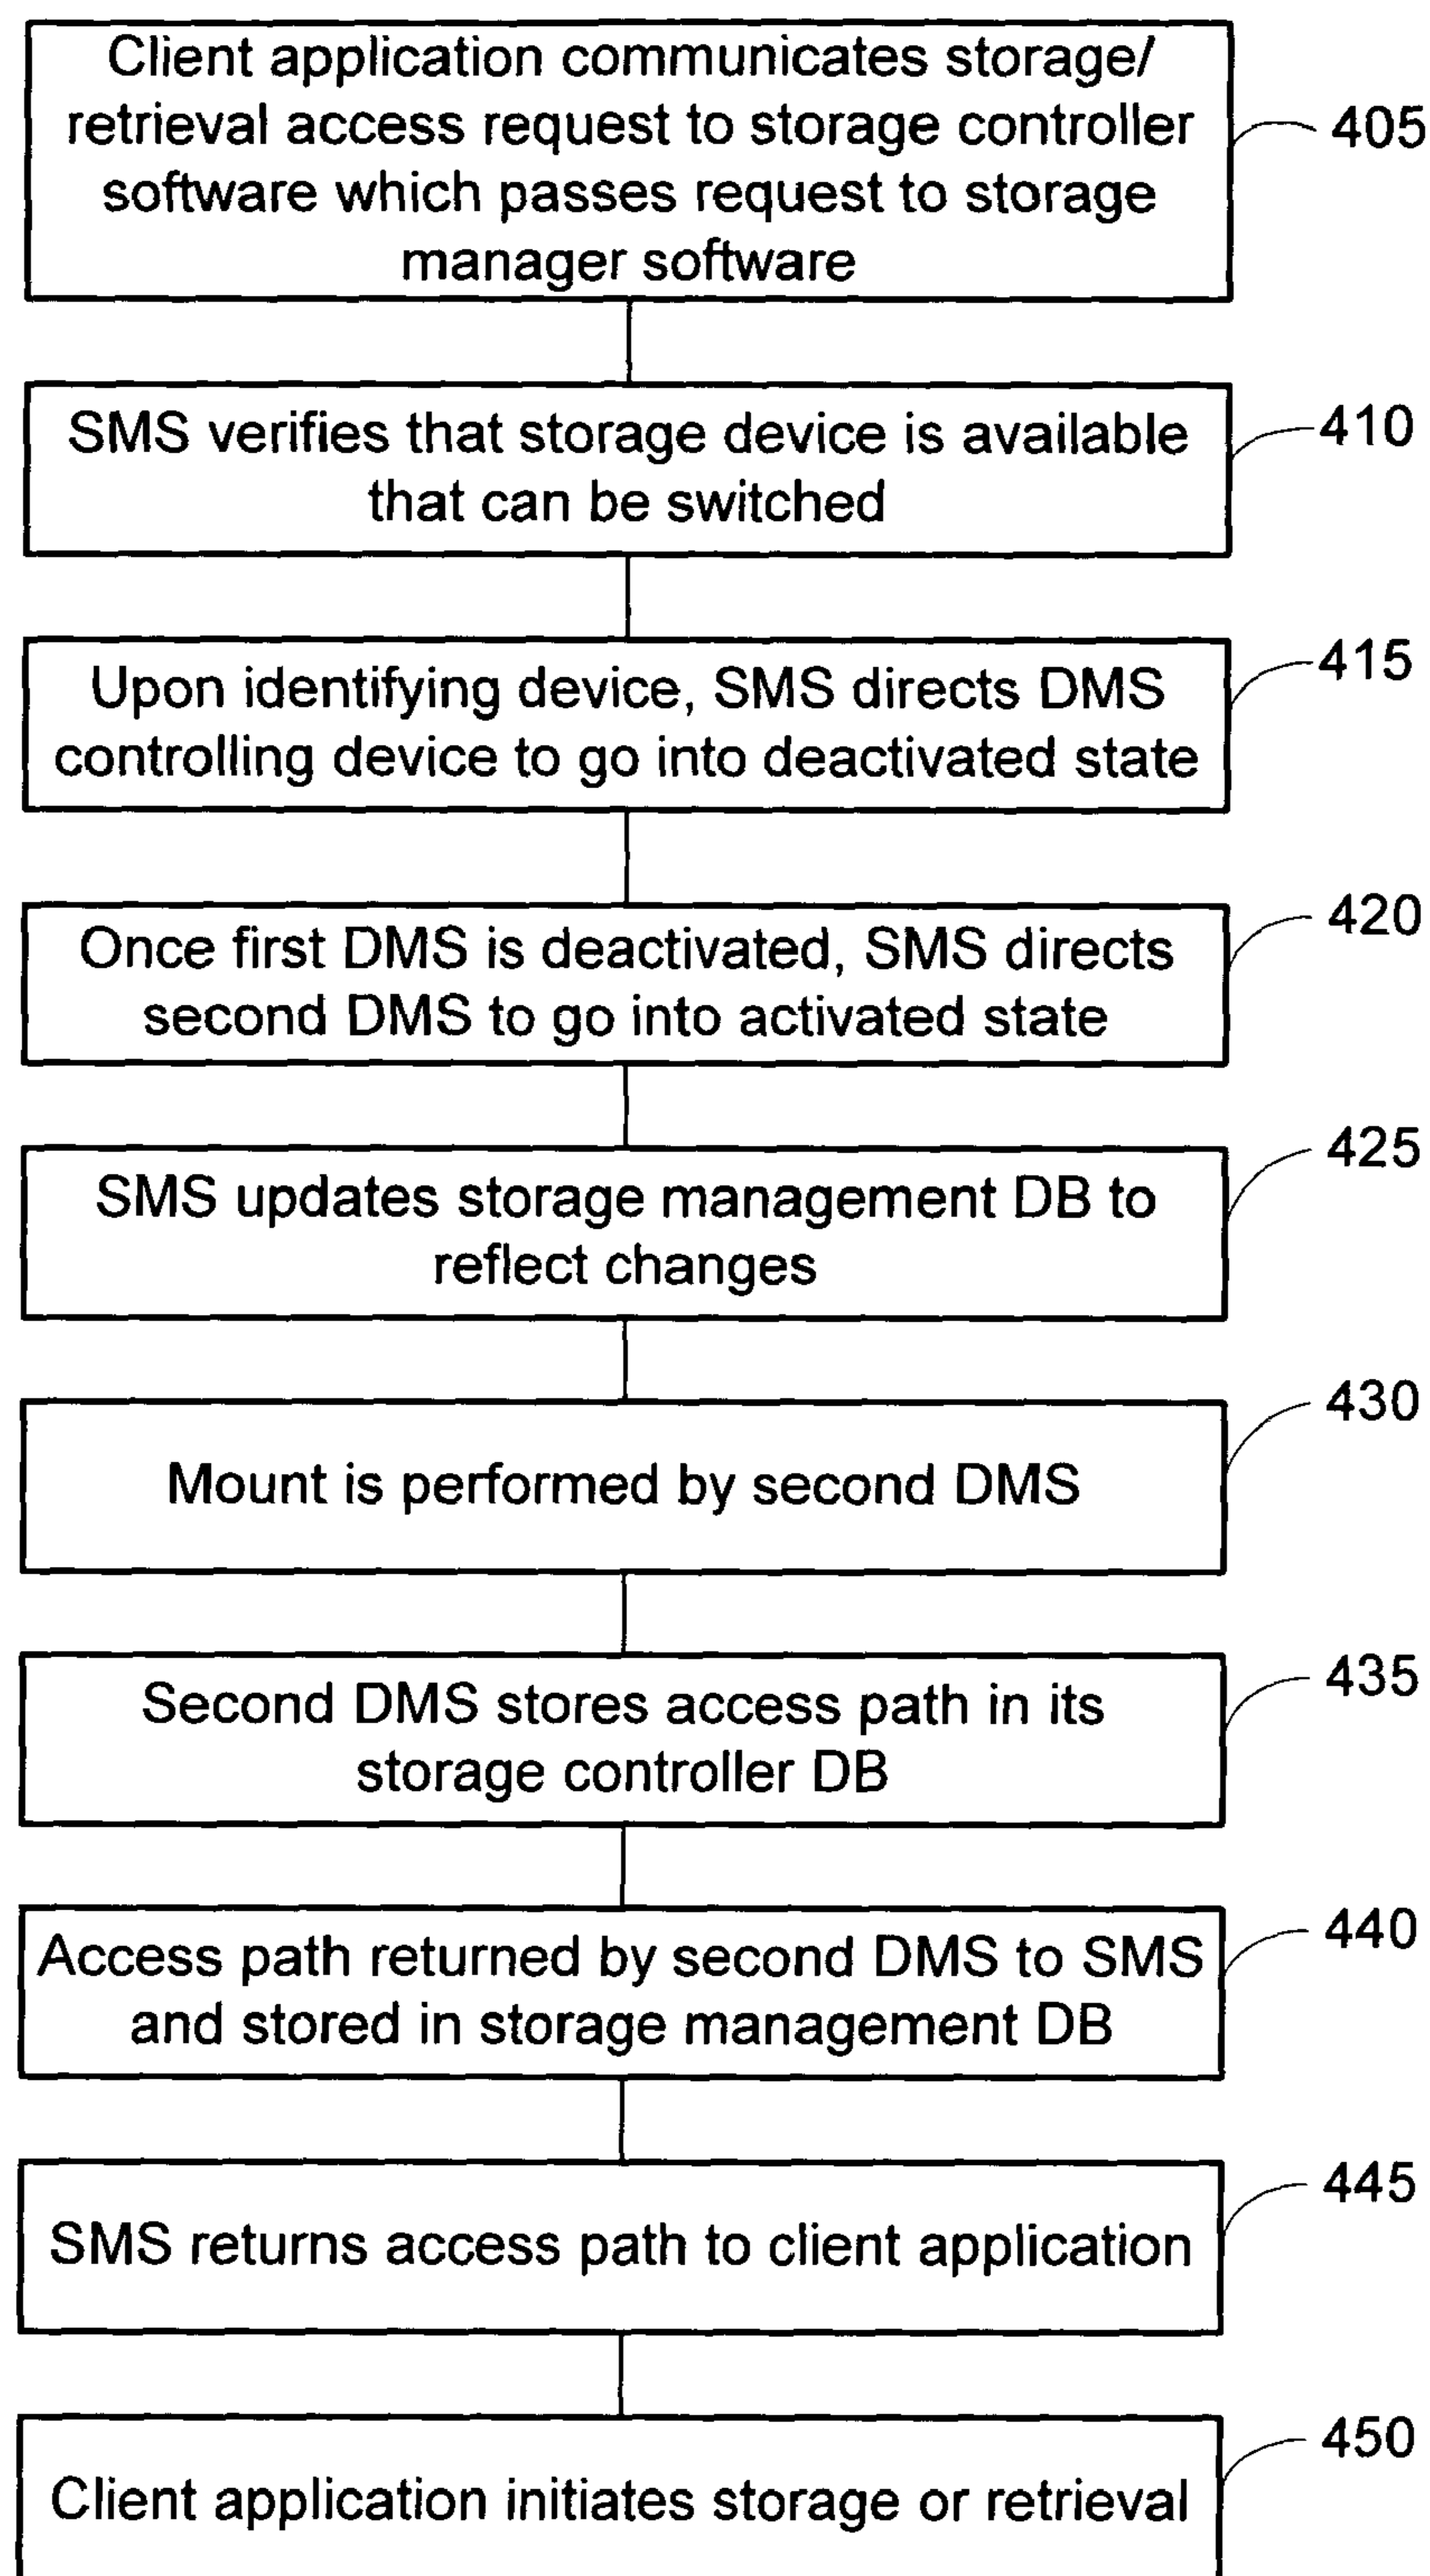 Client application communicates storage/
retrieval access request to storage controller
software which passes request to storage
manager software
405
SMS verifies that storage device is available
that can be switched
410
Upon identifying device, SMS directs DMS
controlling device to go into deactivated state
415
Once first DMS is deactivated, SMS directs
second DMS to go into activated state
420
SMS updates storage management DB to
reflect changes
425
Mount is performed by second DMS
430
Second DMS stores access path in its
storage controller DB
435
Access path returned by second DMS to SMS
and stored in storage management DB
440
SMS returns access path to client application
445
Client application initiates storage or retrieval
450